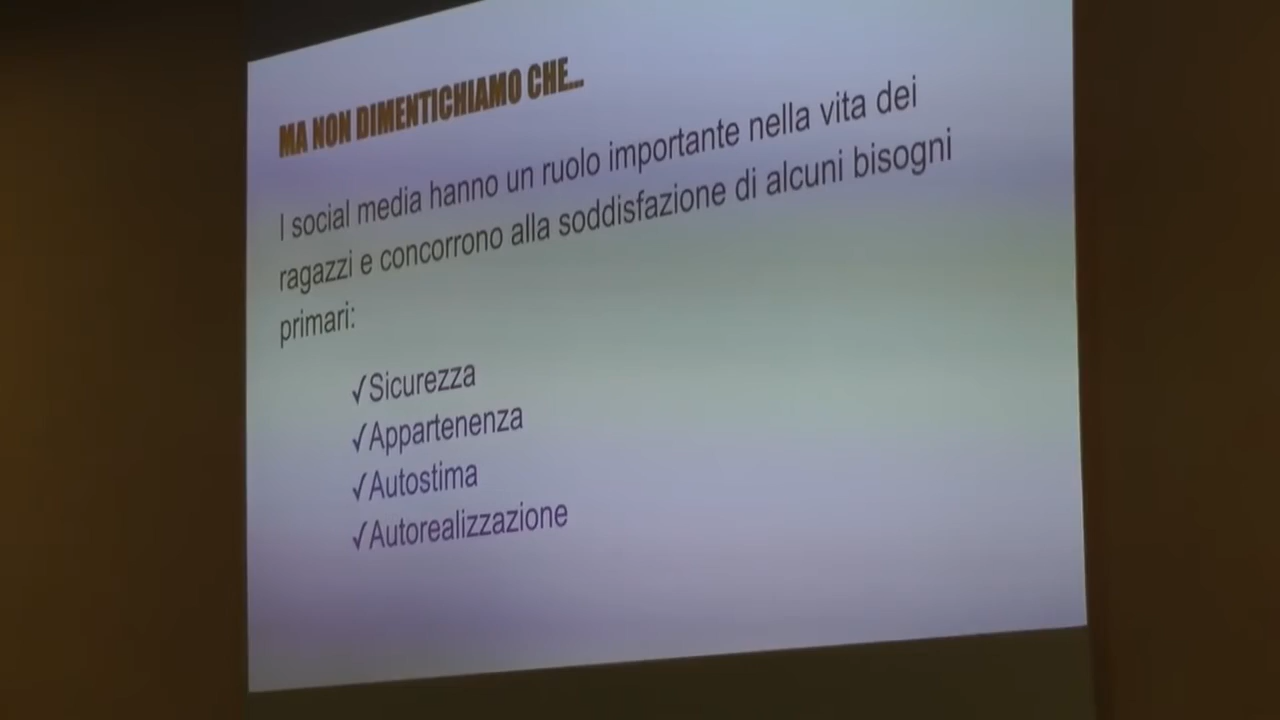 MA NON DIMENTICHIAMO CHE...
I social media hanno un ruolo importante nella vita dei
ragazzi e concorrono alla soddisfazione di alcuni bisogni
primari:
✓Sicurezza
✓Appartenenza
✓Autostima
✓Autorealizzazione